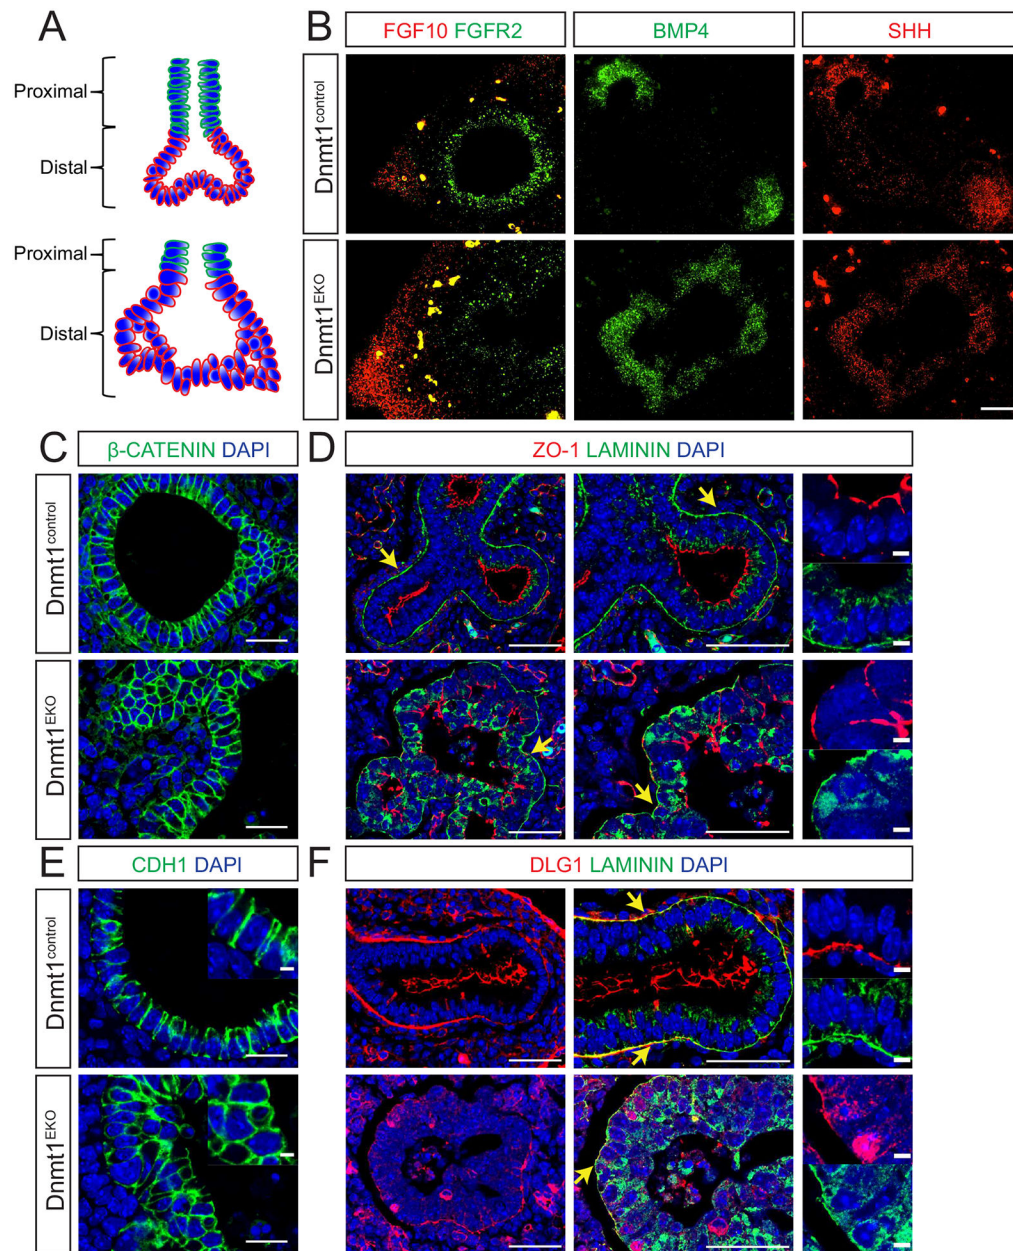 A
Proximal
Distal
Proximal
Distal
B
FGF10 FGFR2
BMP4
SHH
Dnmt1control
Dnmt1EKO
C
β-CATENIN DAPI
D
ZO-1 LAMININ DAPI
Dnmt1control
Dnmt1EKO
E
CDH1 DAPI
F
DLG1 LAMININ DAPI
Dnmt1control
Dnmt1EKO